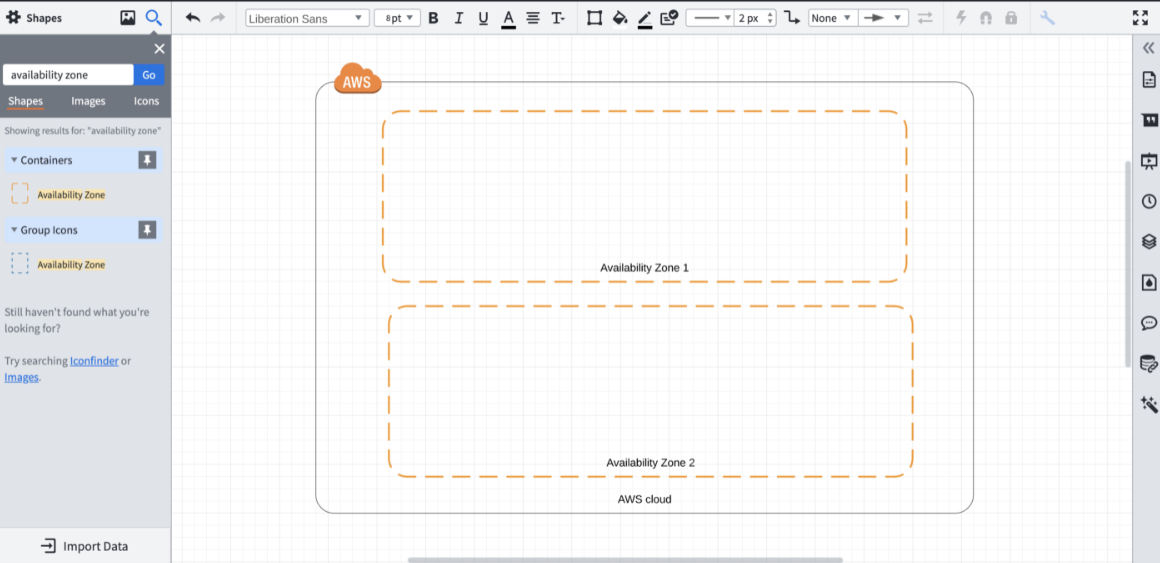 Shapes
Liberation Sans
8pt
B I U A T
2 px
None
availability zone
Go
Shapes Images Icons
Showing results for: "availability zone"
Containers
Availability Zone
Group Icons
Availability Zone
Still haven't found what you're
looking for?
Try searching Iconfinder or
Images.
Import Data
AWS
Availability Zone 1
Availability Zone 2
AWS cloud